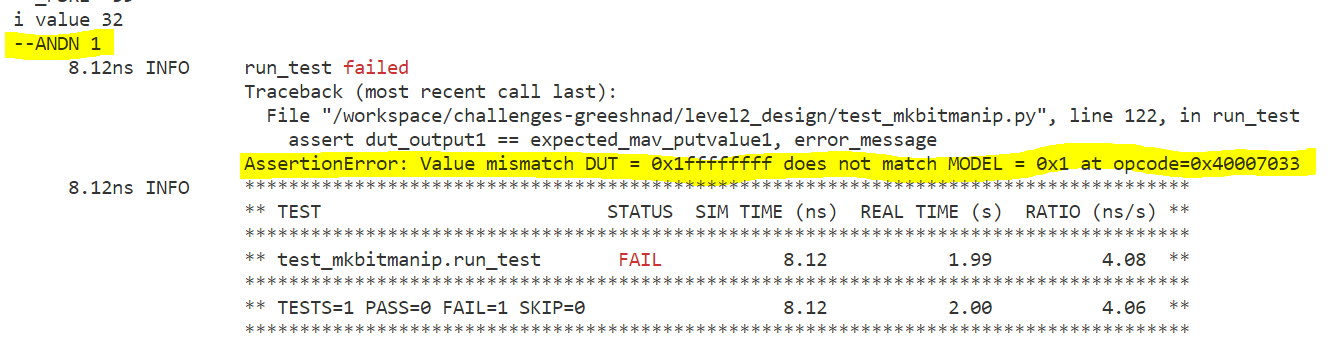 i value 32
--ANDN 1
8.12ns INFO run_test failed
Traceback (most recent call last):
File "/workspace/challenges-greeshnad/level2_design/test_mkbitmanip.py", line 122, in run_test
assert dut_output1 == expected_mav_putvalue1, error_message
AssertionError: Value mismatch DUT = 0x1ffffffff does not match MODEL = 0x1 at opcode=0x40007033
8.12ns INFO **************************************************************************************
** TEST STATUS SIM TIME (ns) REAL TIME (s) RATIO (ns/s) **
**************************************************************************************
** test_mkbitmanip.run_test FAIL 8.12 1.99 4.08 **
**************************************************************************************
** TESTS=1 PASS=0 FAIL=1 SKIP=0 8.12 2.00 4.06 **
**************************************************************************************